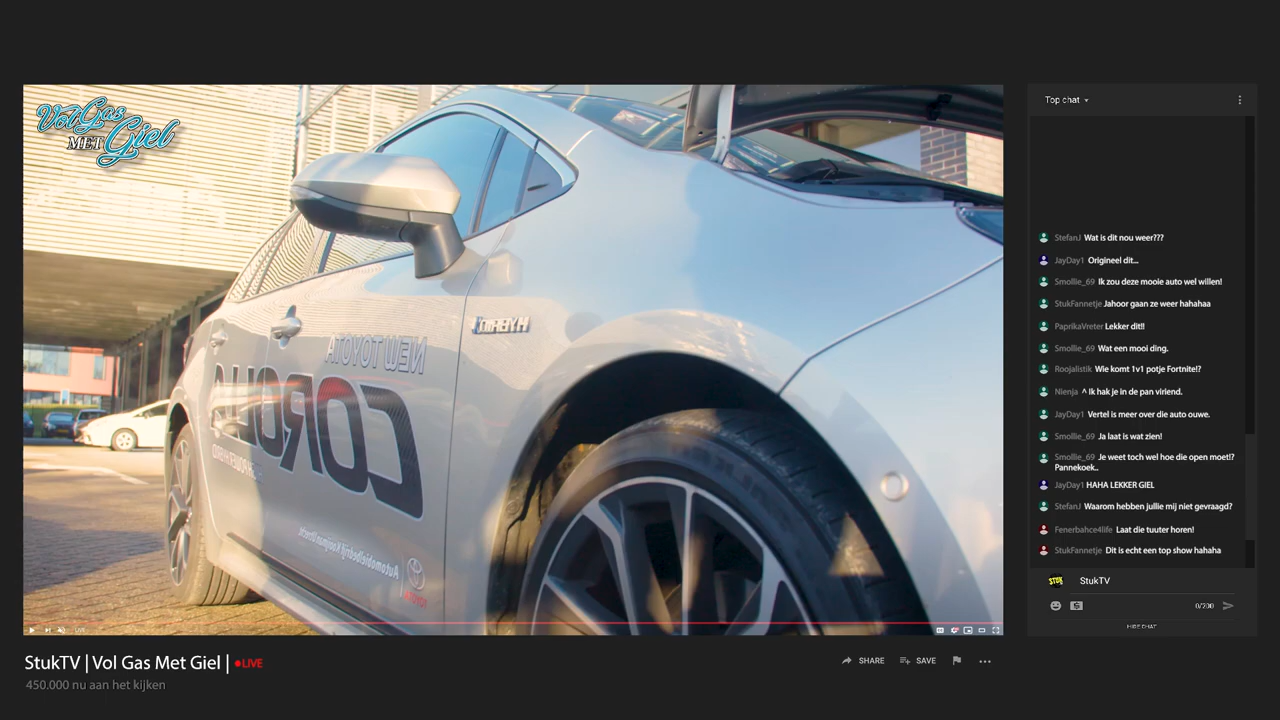 Vol Gas
MET Giel
HYBRID
NEW TOYOTA
COROLLA
TOYOTA
LIVE
StukTV | Vol Gas Met Giel | LIVE
450.000 nu aan het kijken
SHARE
SAVE
Top chat
StefanJ Wat is dit nou weer???
JayDay1 Origineel dit...
Smollie_69 Ik zou deze mooie auto wel willen!
StukFannetje Jahoor gaan ze weer hahahaa
PaprikaVreter Lekker dit!!
Smollie_69 Wat een mooi ding.
Roojalistik Wie komt 1v1 potje Fortnite!?
Nienja ^ Ik hak je in de pan viriend.
JayDay1 Vertel is meer over die auto ouwe.
Smollie_69 Ja laat is wat zien!
Smollie_69 Je weet toch wel hoe die open moet!?
Pannekoek..
JayDay1 HAHA LEKKER GIEL
StefanJ Waarom hebben jullie mij niet gevraagd?
Fenerbahce4life Laat die tuuter horen!
StukFannetje Dit is echt een top show hahaha
STUK
StukTV
0/200
HIDE CHAT